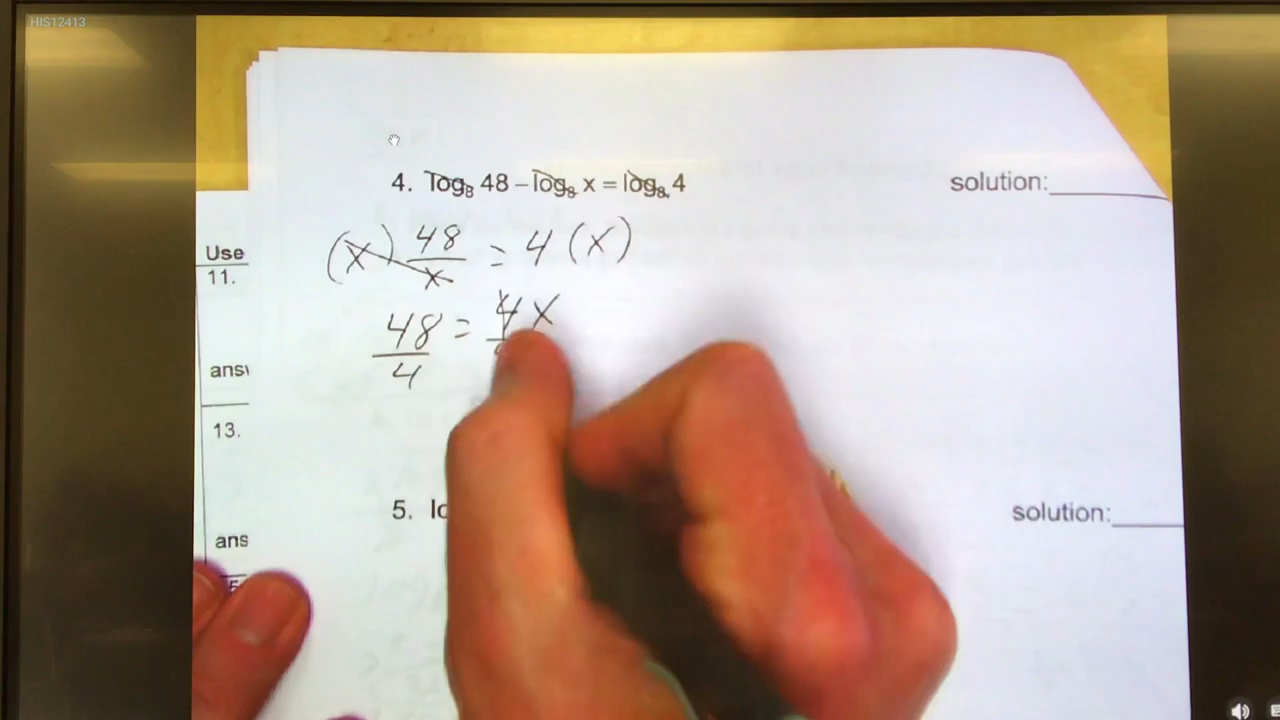 HIS12413
4. log₈ 48 – log₈ x = log₈ 4
solution:
(x) 48/x = 4 (x)
Use
11.
48/4 = 4x
ans
13.
5.
solution:
ans